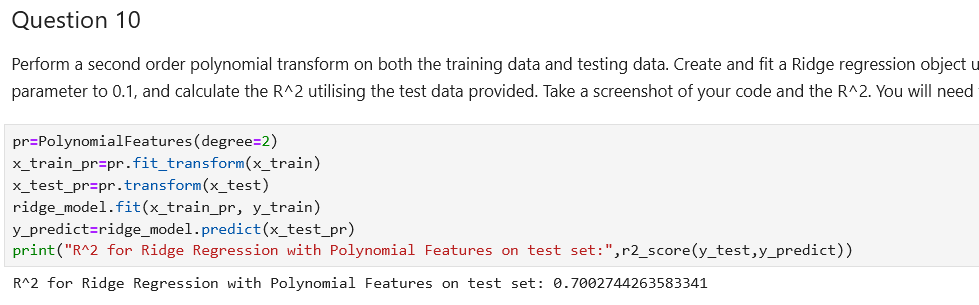 Question 10
Perform a second order polynomial transform on both the training data and testing data. Create and fit a Ridge regression object u
parameter to 0.1, and calculate the R^2 utilising the test data provided. Take a screenshot of your code and the R^2. You will need
pr=PolynomialFeatures(degree=2)
x_train_pr=pr.fit_transform(x_train)
x_test_pr=pr.transform(x_test)
ridge_model.fit(x_train_pr, y_train)
y_predict=ridge_model.predict(x_test_pr)
print("R^2 for Ridge Regression with Polynomial Features on test set:",r2_score(y_test,y_predict))
R^2 for Ridge Regression with Polynomial Features on test set: 0.7002744263583341